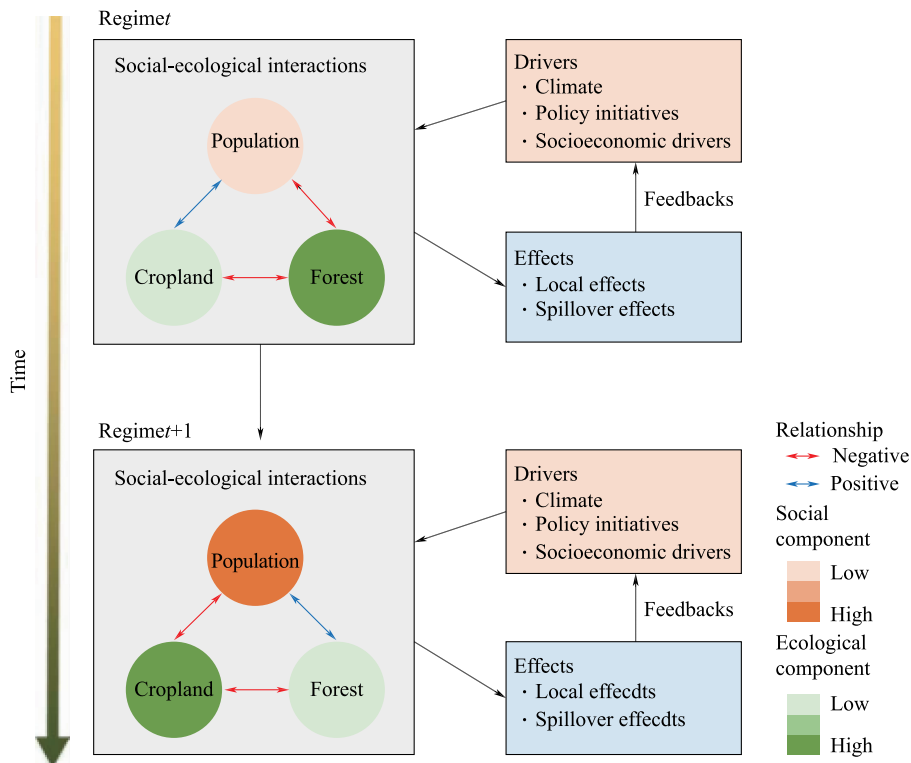 Regimet
Social-ecological interactions
Population
Cropland
Forest
Drivers
· Climate
· Policy initiatives
· Socioeconomic drivers
Feedbacks
Effects
· Local effects
· Spillover effects
Time
Regimet+1
Social-ecological interactions
Population
Cropland
Forest
Drivers
· Climate
· Policy initiatives
· Socioeconomic drivers
Feedbacks
Effects
· Local effecdts
· Spillover effecdts
Relationship
Negative
Positive
Social
component
Low
High
Ecological
component
Low
High